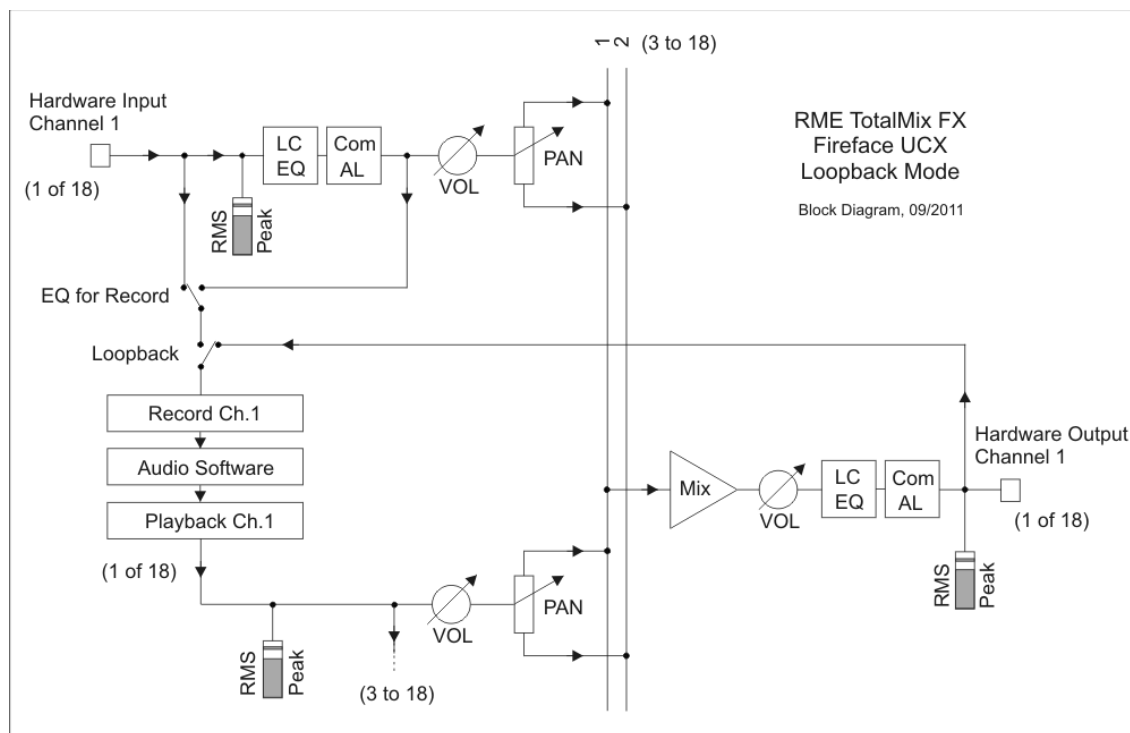 1
2
(3 to 18)
Hardware Input
Channel 1
(1 of 18)
LC
EQ
Com
AL
VOL
PAN
RMS
Peak
RME TotalMix FX
Fireface UCX
Loopback Mode
Block Diagram, 09/2011
EQ for Record
Loopback
Record Ch.1
Audio Software
Playback Ch.1
(1 of 18)
RMS
Peak
(3 to 18)
VOL
PAN
Mix
VOL
LC
EQ
Com
AL
Hardware Output
Channel 1
(1 of 18)
RMS
Peak